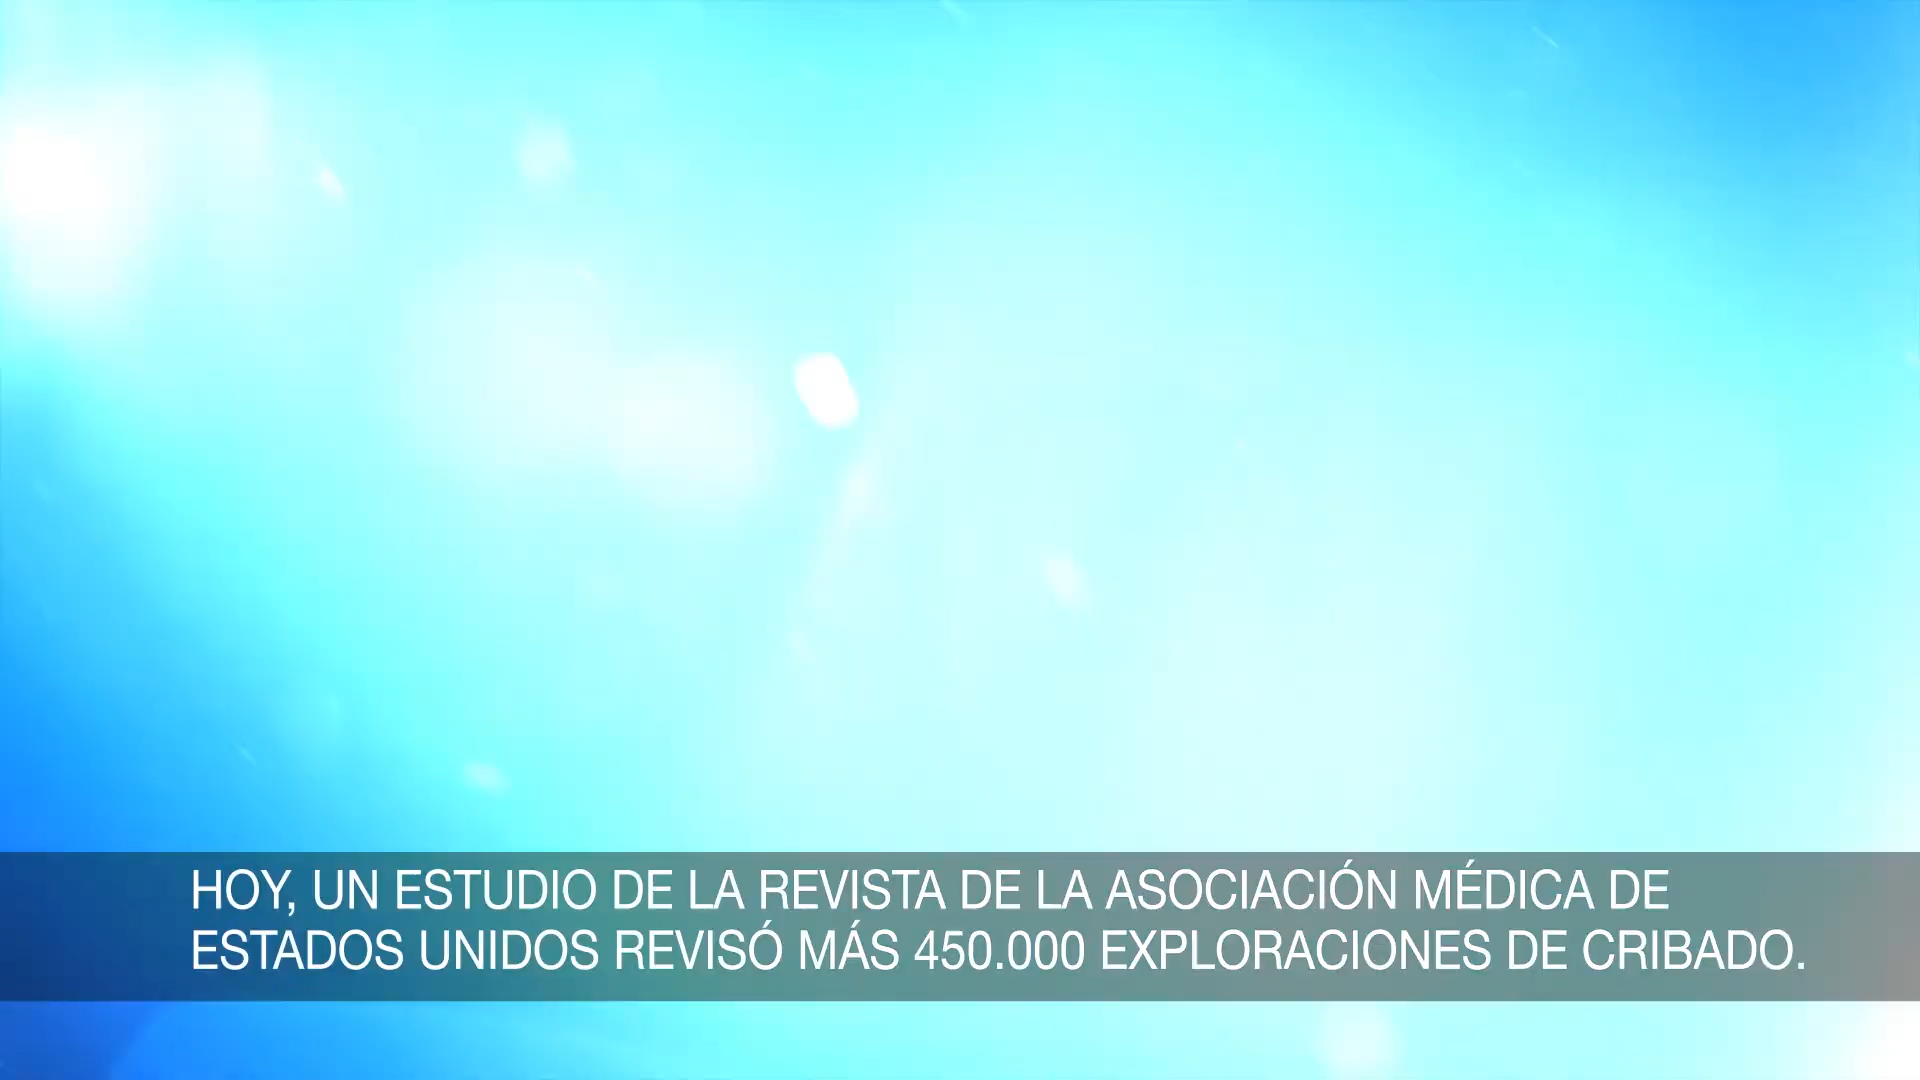 HOY, UN ESTUDIO DE LA REVISTA DE LA ASOCIACIÓN MÉDICA DE
ESTADOS UNIDOS REVISÓ MÁS 450.000 EXPLORACIONES DE CRIBADO.